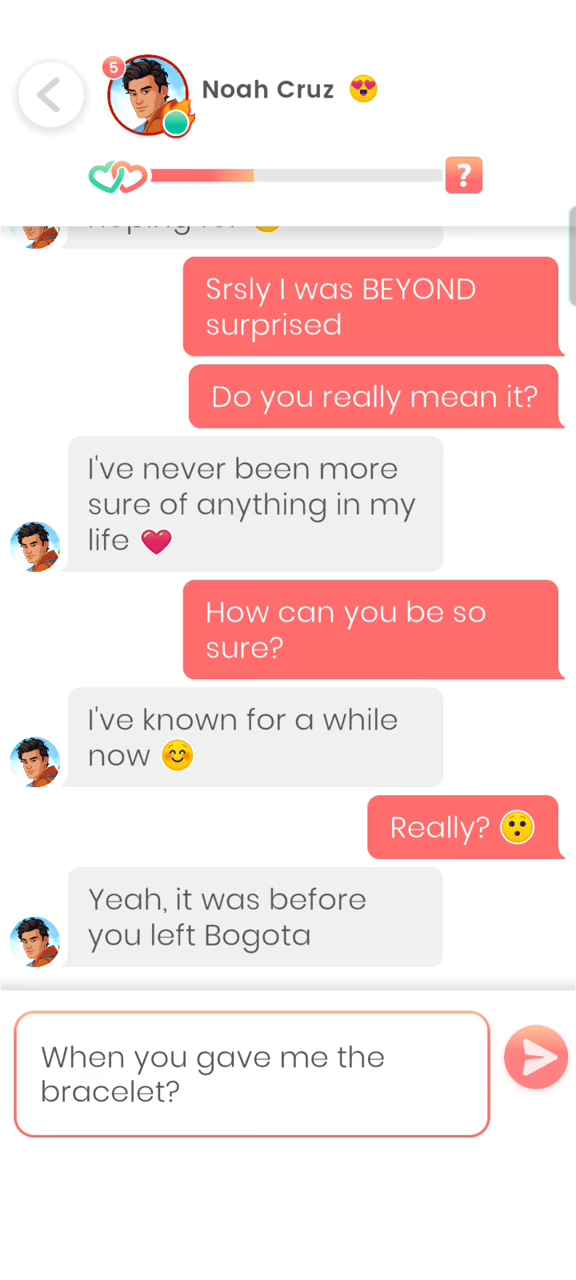 5
Noah Cruz 😍
?
Srsly I was BEYOND
surprised
Do you really mean it?
I've never been more
sure of anything in my
life ❤️
How can you be so
sure?
I've known for a while
now 😊
Really? 😯
Yeah, it was before
you left Bogota
When you gave me the
bracelet?